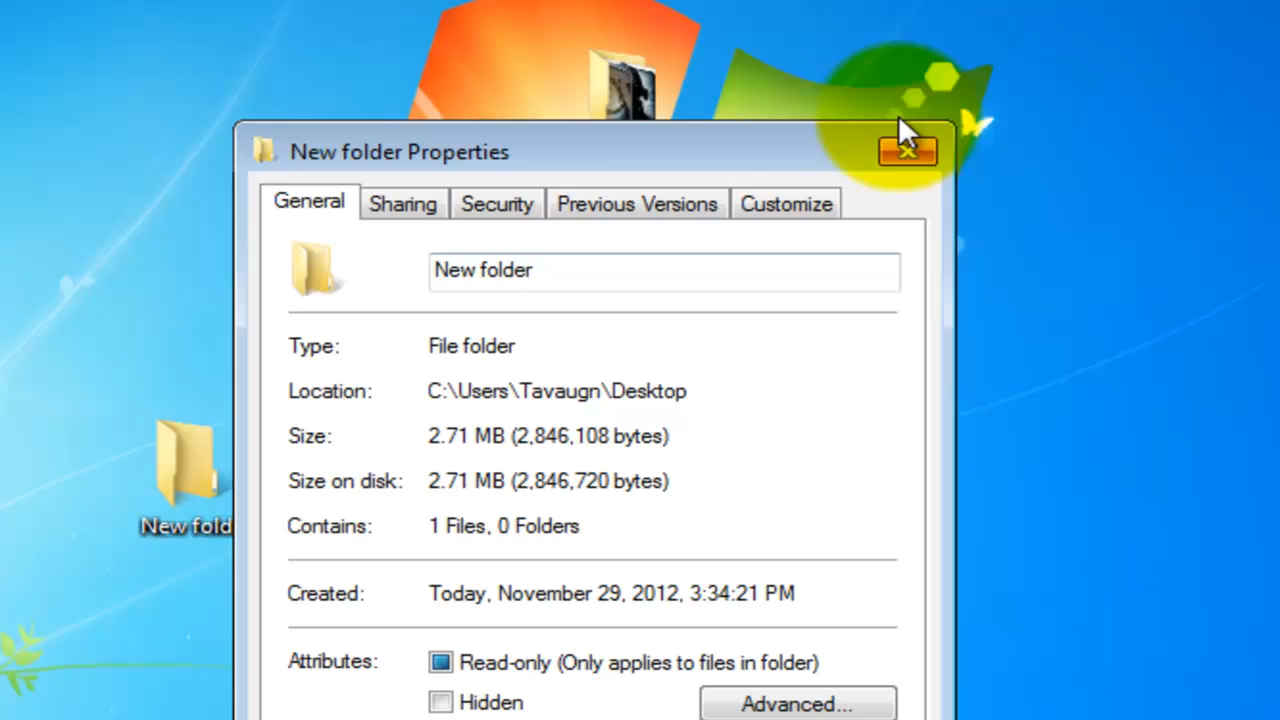 New folder Properties
General Sharing Security Previous Versions Customize
New folder
Type: File folder
Location: C:\Users\Tavaugn\Desktop
Size: 2.71 MB (2,846,108 bytes)
Size on disk: 2.71 MB (2,846,720 bytes)
New fold
Contains: 1 Files, 0 Folders
Created: Today, November 29, 2012, 3:34:21 PM
Attributes: Read-only (Only applies to files in folder)
Hidden Advanced...